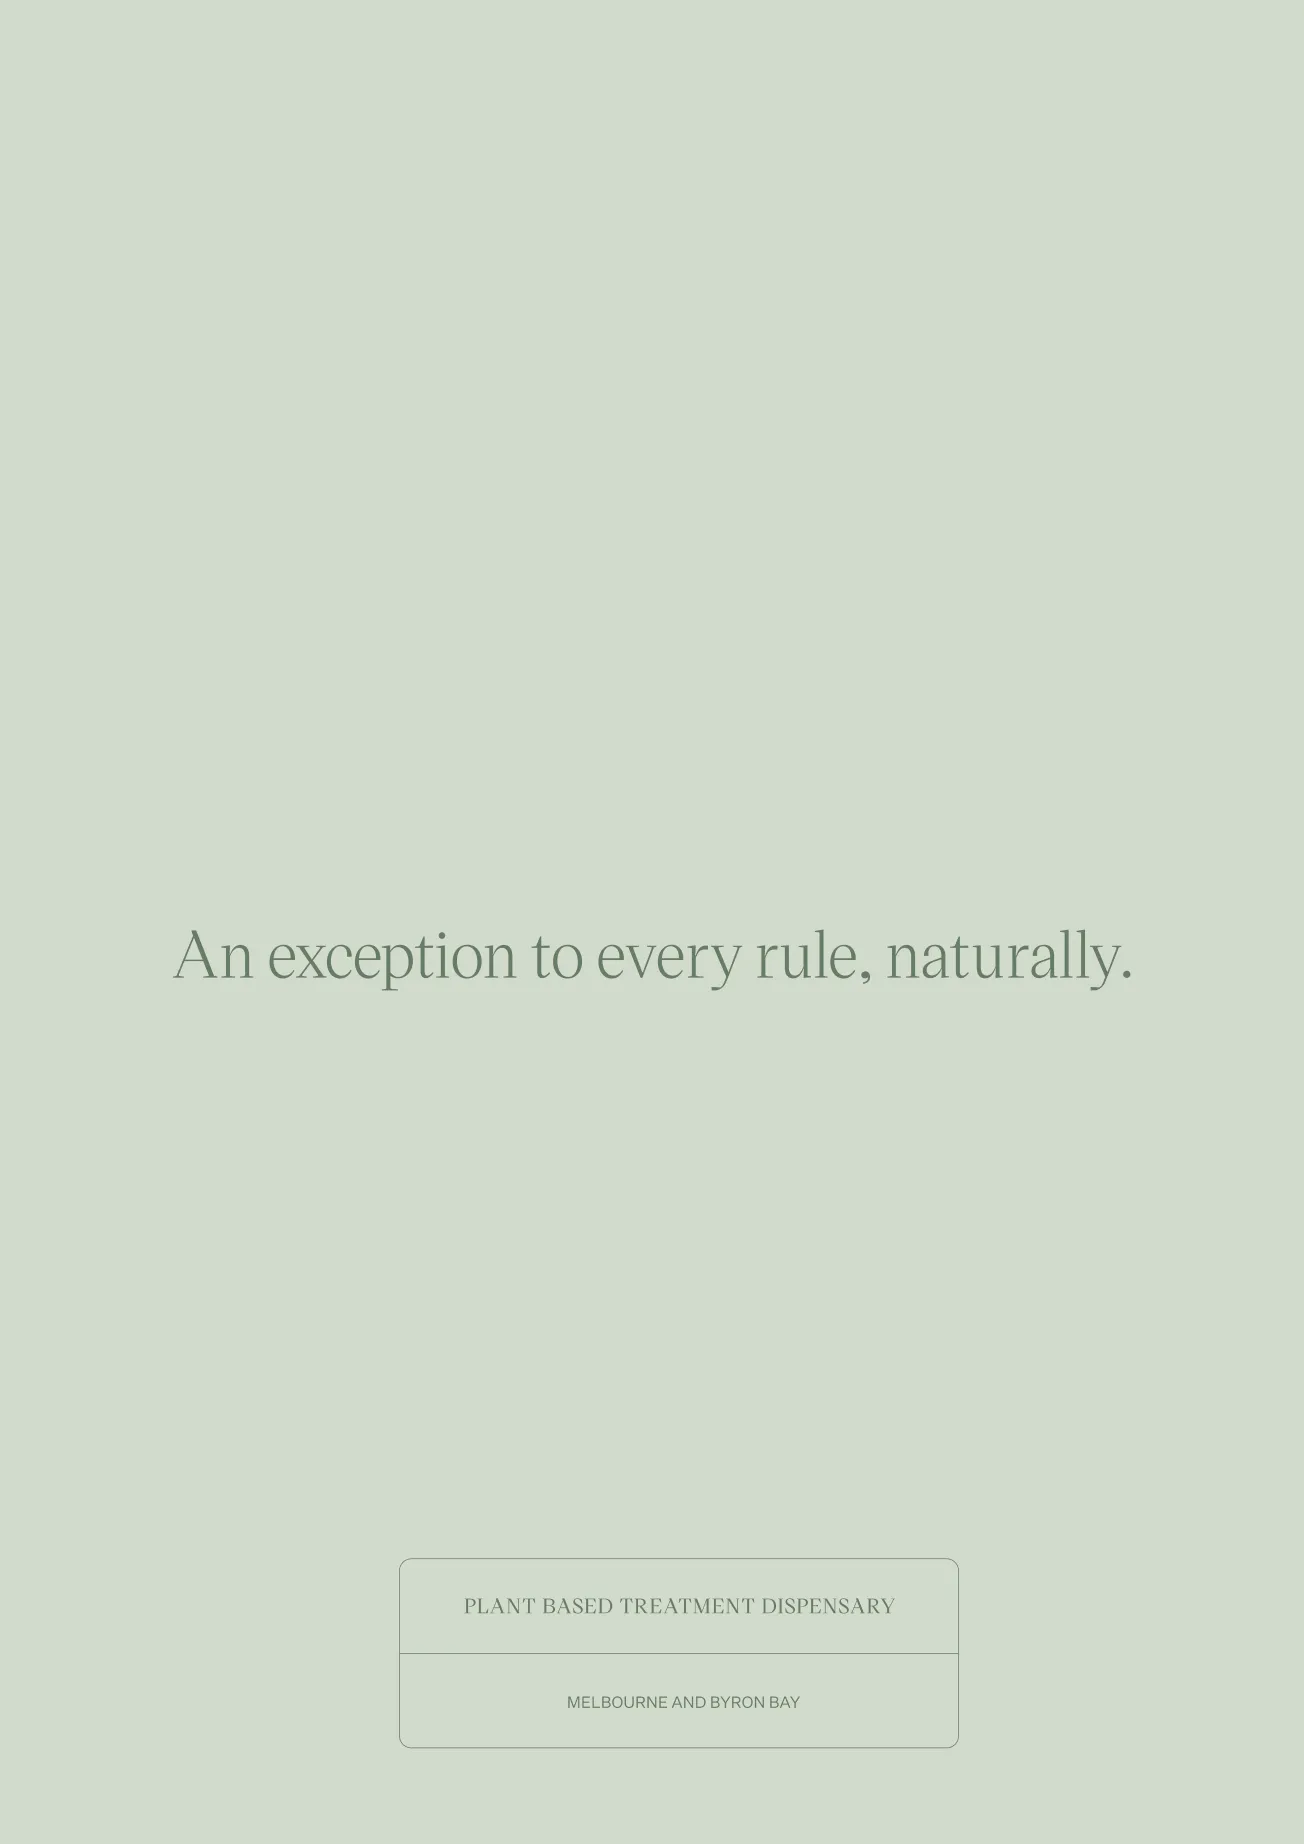 An exception to every rule, naturally.
PLANT BASED TREATMENT DISPENSARY
MELBOURNE AND BYRON BAY